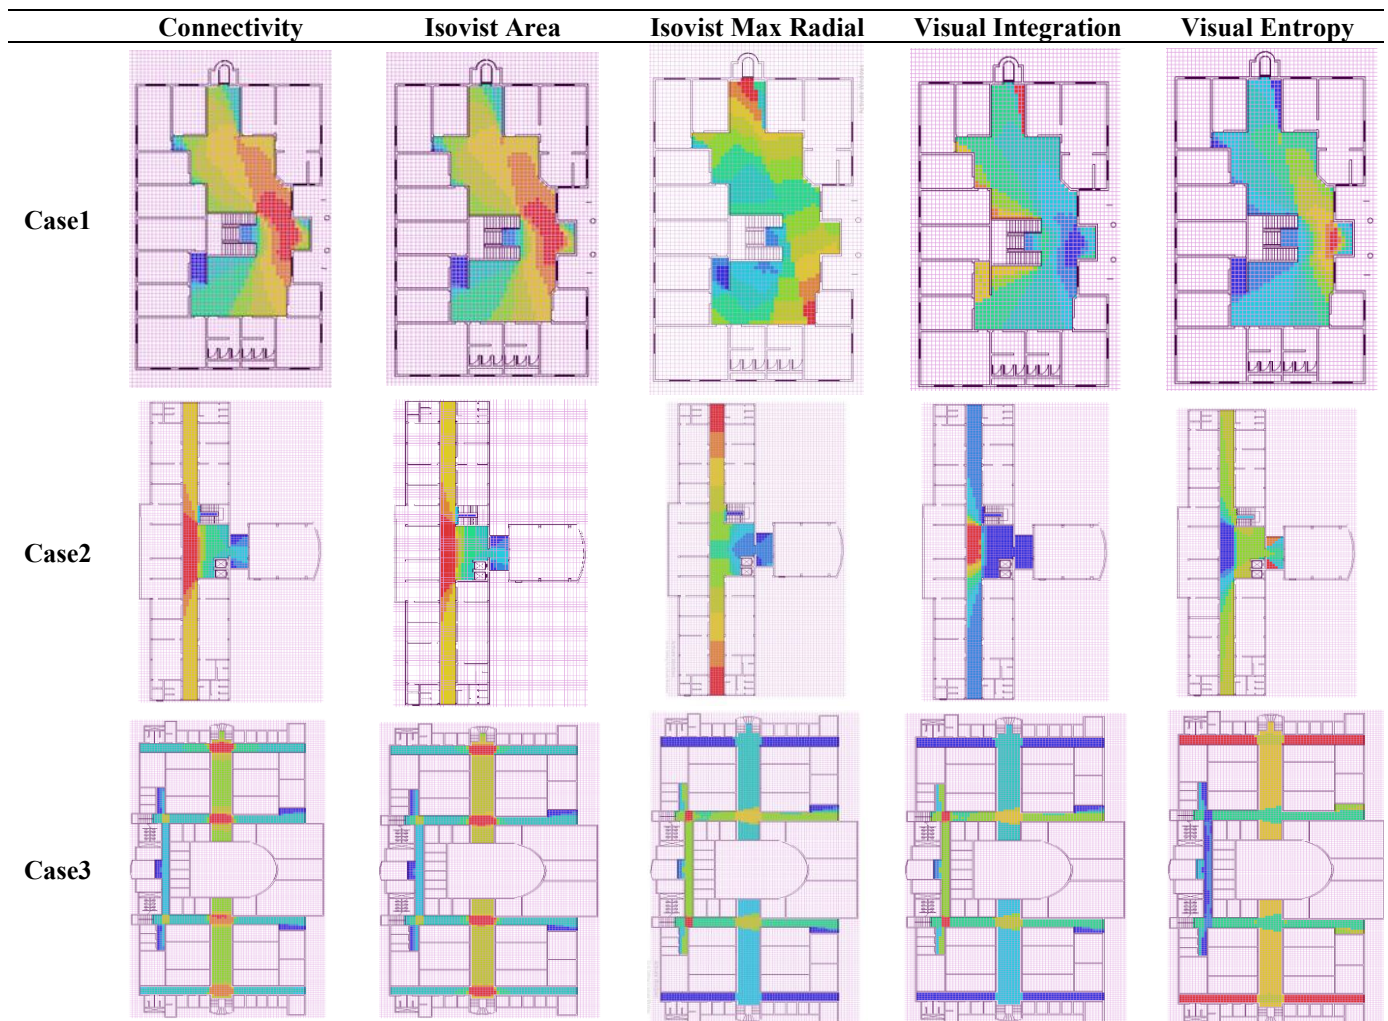 Connectivity Isovist Area Isovist Max Radial Visual Integration Visual Entropy
Case1
Case2
Case3